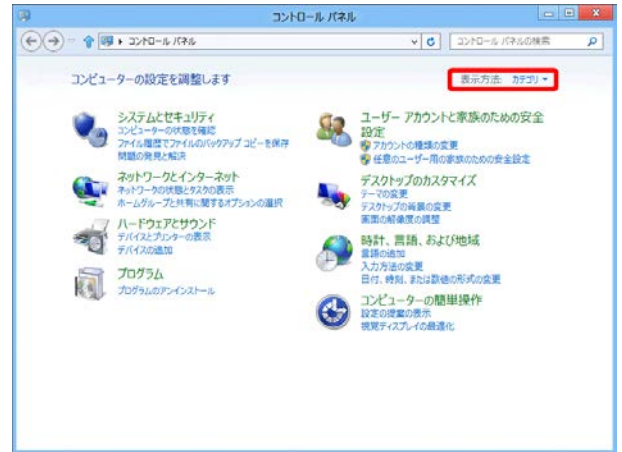 コントロール パネル
コントロール パネル
コントロール パネルの検索
コンピューターの設定を調整します
表示方法: カテゴリ
システムとセキュリティ
コンピューターの状態を確認
ファイル履歴でファイルのバックアップ コピーを保存
問題の発見と解決
ネットワークとインターネット
ネットワークの状態とタスクの表示
ホームグループと共有に関するオプションの選択
ハードウェアとサウンド
デバイスとプリンターの表示
デバイスの追加
プログラム
プログラムのアンインストール
ユーザー アカウントと家族のための安全
設定
アカウントの種類の変更
任意のユーザー用の家族のための安全設定
デスクトップのカスタマイズ
テーマの変更
デスクトップの背景の変更
画面の解像度の調整
時計、言語、および地域
言語の追加
入力方法の変更
日付、時刻、または数値の形式の変更
コンピューターの簡単操作
設定の提案の表示
視覚ディスプレイの最適化